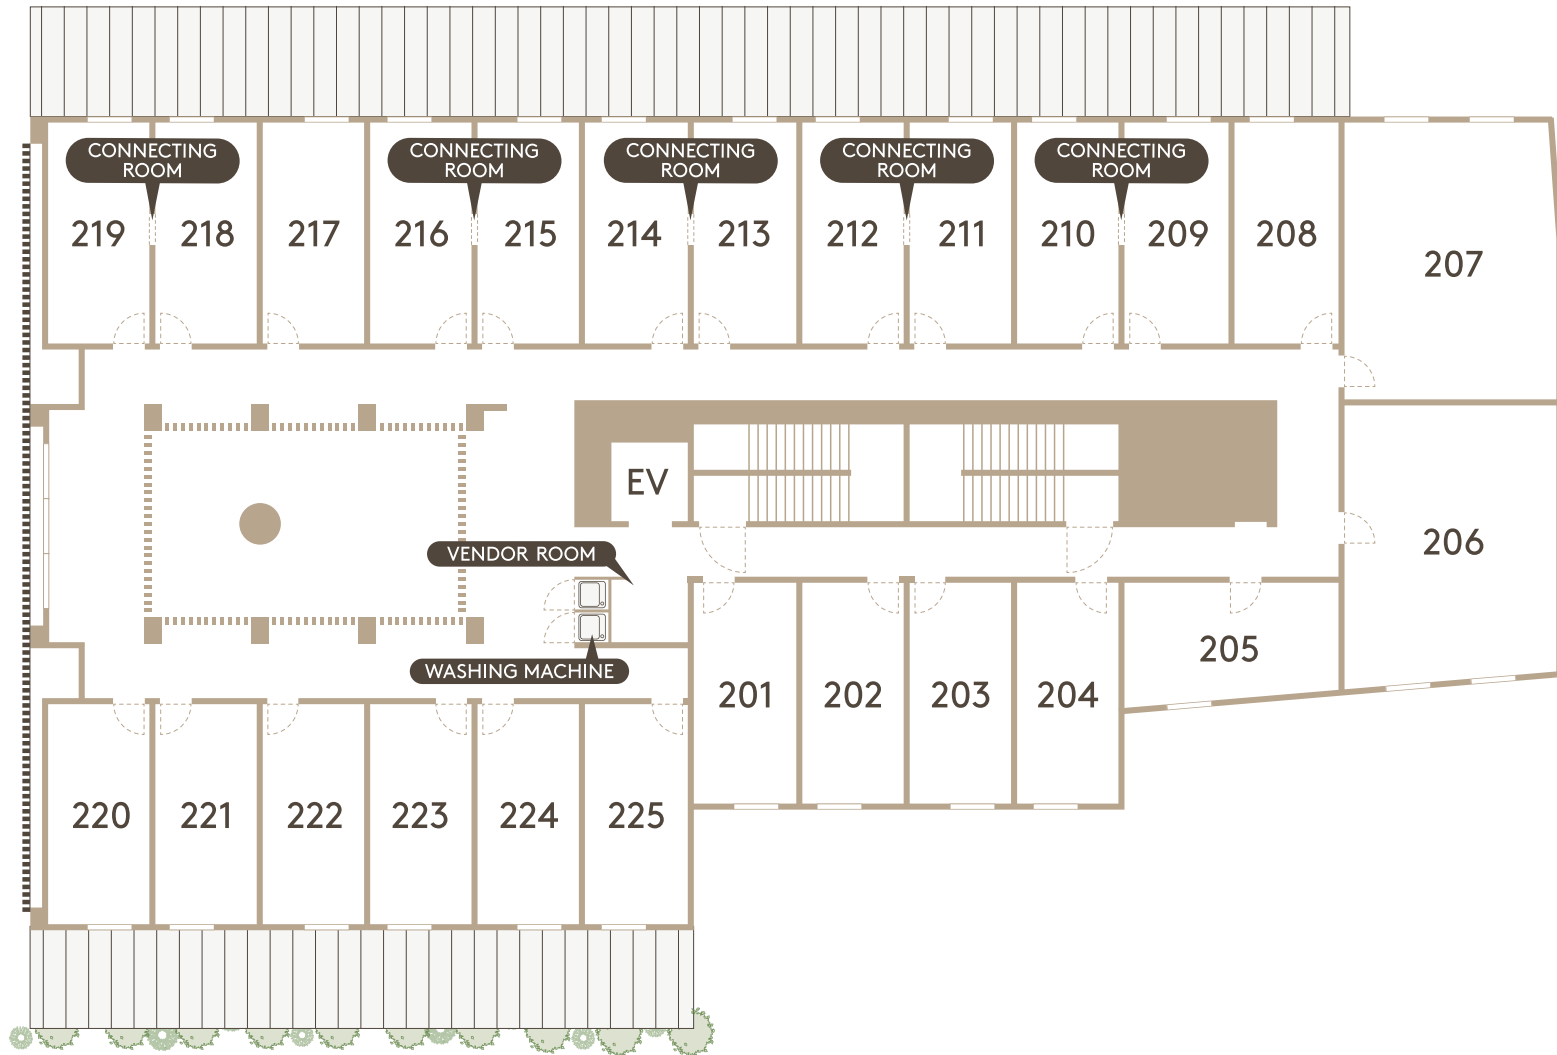 CONNECTING
ROOM
CONNECTING
ROOM
CONNECTING
ROOM
CONNECTING
ROOM
CONNECTING
ROOM
219
218
217
216
215
214
213
212
211
210
209
208
207
EV
VENDOR ROOM
206
WASHING MACHINE
205
201
202
203
204
220
221
222
223
224
225